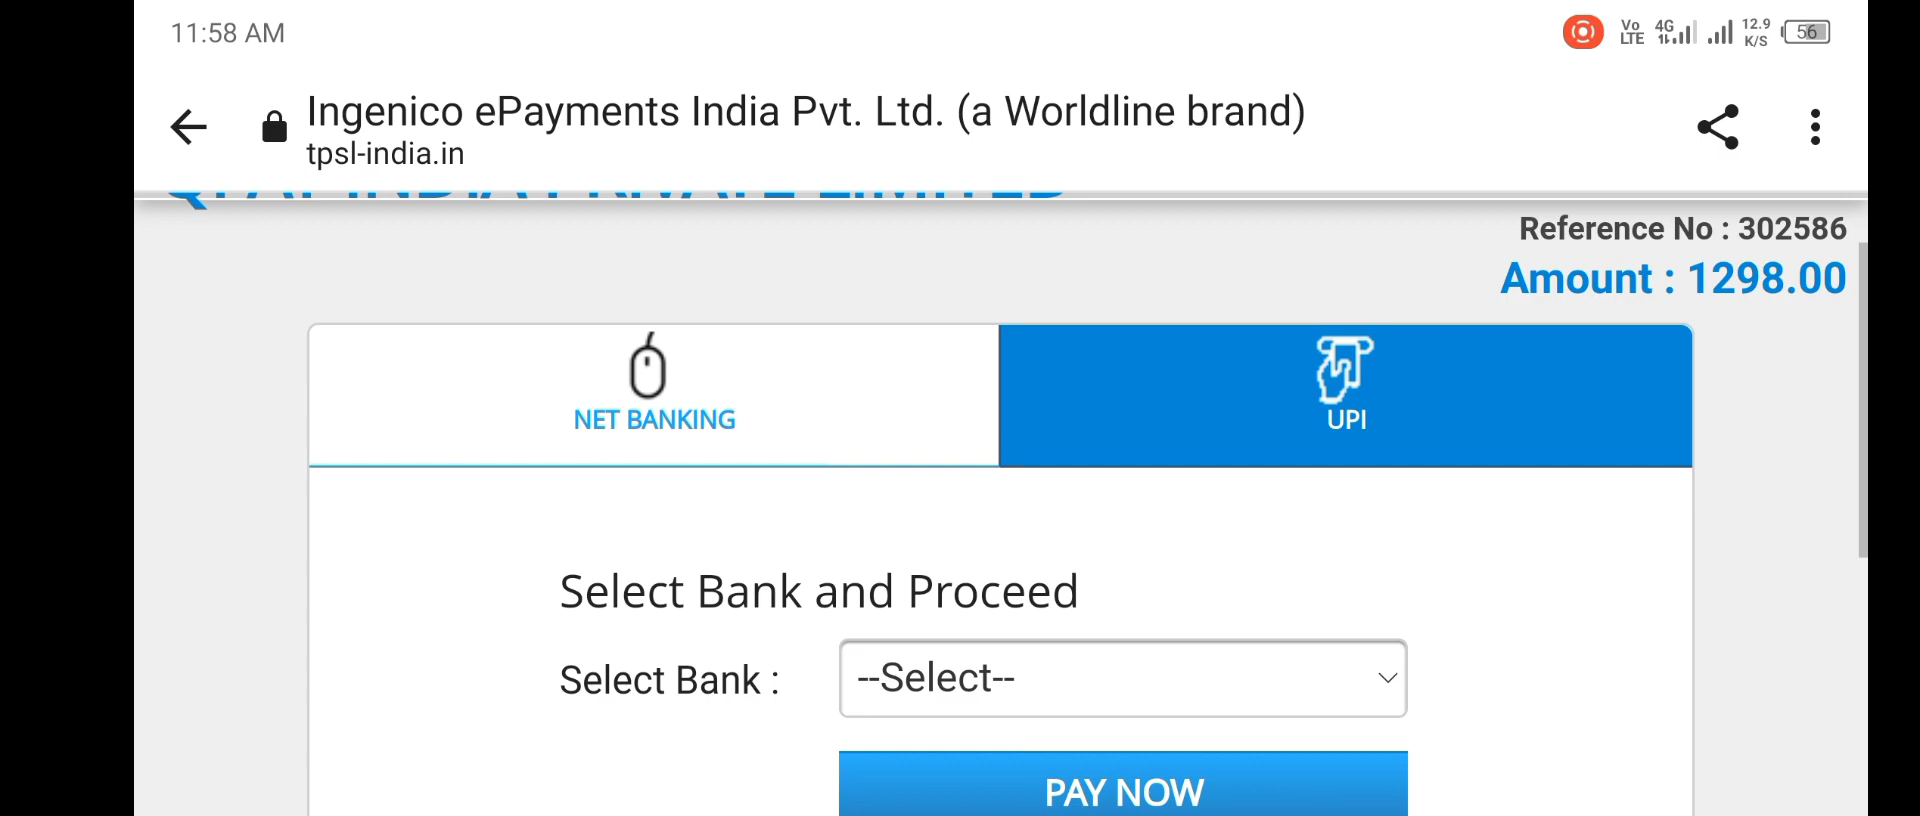 11:58 AM
Vo LTE 4G 12.9 K/S 56
Ingenico ePayments India Pvt. Ltd. (a Worldline brand)
tpsl-india.in
Reference No : 302586
Amount : 1298.00
NET BANKING
UPI
Select Bank and Proceed
Select Bank :
--Select--
PAY NOW